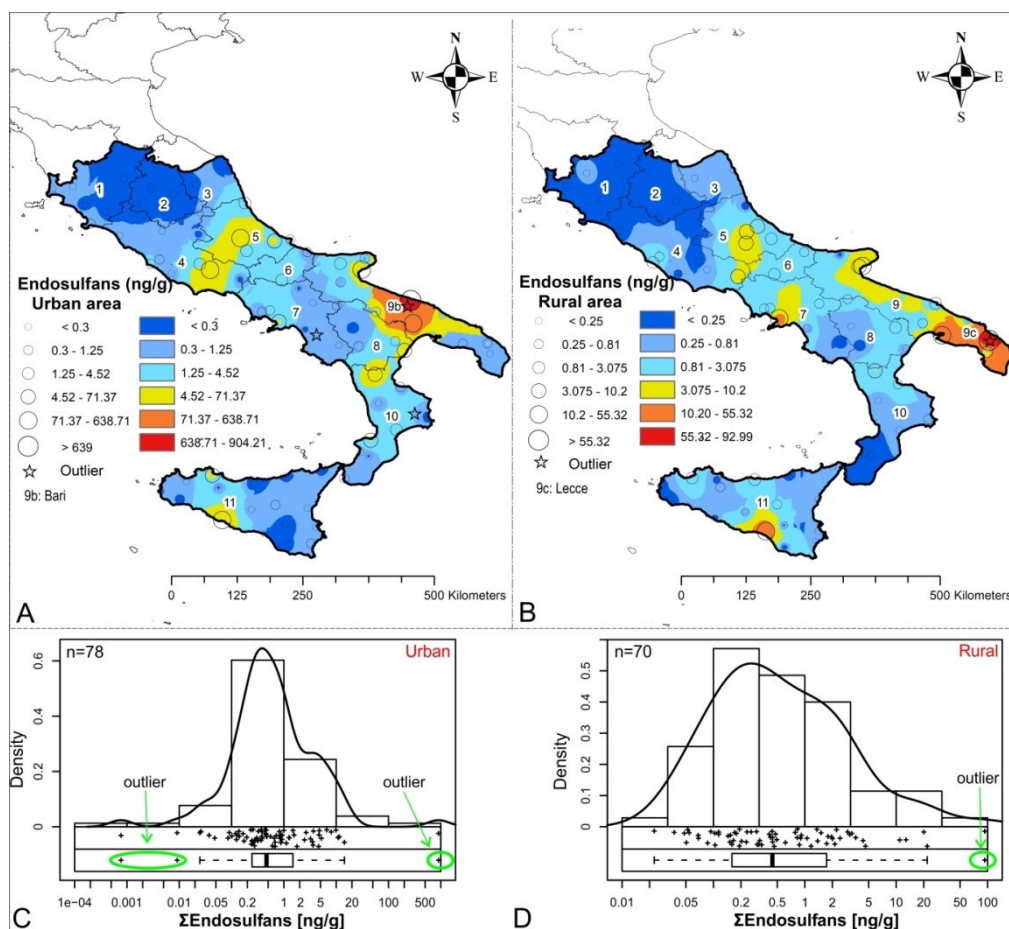 N
W E
S
1
2
3
4
5
6
7
8
9b
10
11
Endosulfans (ng/g)
Urban area
< 0.3 < 0.3
0.3 - 1.25 0.3 - 1.25
1.25 - 4.52 1.25 - 4.52
4.52 - 71.37 4.52 - 71.37
71.37 - 638.71 71.37 - 638.71
> 639 638.71 - 904.21
Outlier
9b: Bari
0 125 250 500 Kilometers
A
N
W E
S
1
2
3
4
5
6
7
8
9
9c
10
11
Endosulfans (ng/g)
Rural area
< 0.25 < 0.25
0.25 - 0.81 0.25 - 0.81
0.81 - 3.075 0.81 - 3.075
3.075 - 10.2 3.075 - 10.2
10.2 - 55.32 10.20 - 55.32
> 55.32 55.32 - 92.99
Outlier
9c: Lecce
0 125 250 500 Kilometers
B
n=78 Urban
Density
0.6
0.4
0.2
0
outlier outlier
1e-04 0.001 0.01 0.05 0.2 0.5 1 2 5 10 20 100 500
ΣEndosulfans [ng/g]
C
n=70 Rural
Density
0.5
0.4
0.3
0.2
0.1
0
outlier
0.01 0.05 0.1 0.2 0.5 1 2 5 10 20 50 100
ΣEndosulfans [ng/g]
D